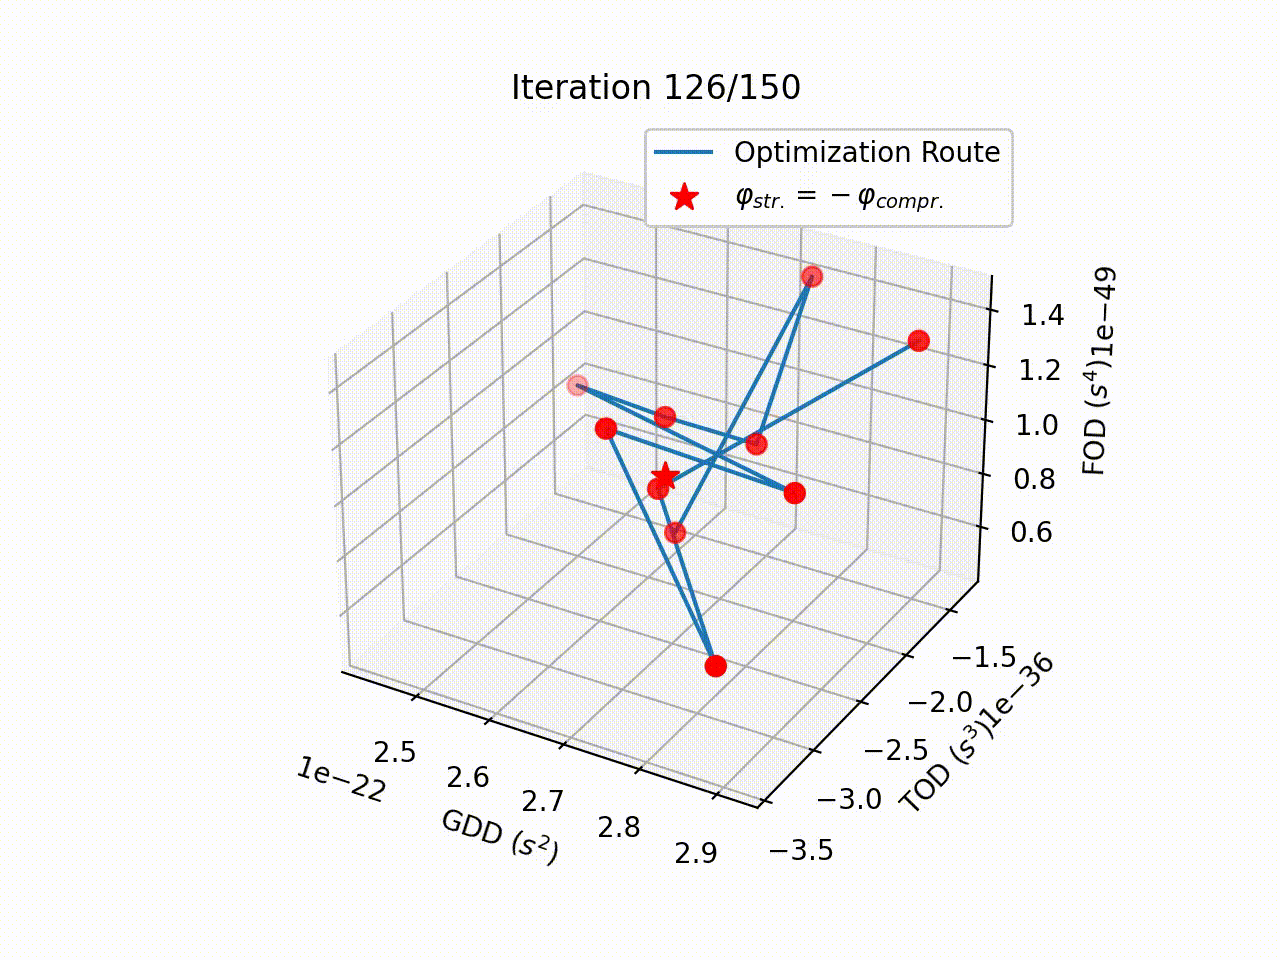 Iteration 126/150
Optimization Route
φstr. = − φcompr.
1.4
1.2
1.0
0.8
0.6
FOD (s⁴)1e−49
−1.5
−2.0
−2.5
−3.0
−3.5
TOD (s³)1e−36
2.5
2.6
2.7
2.8
2.9
1e−22
GDD (s²)